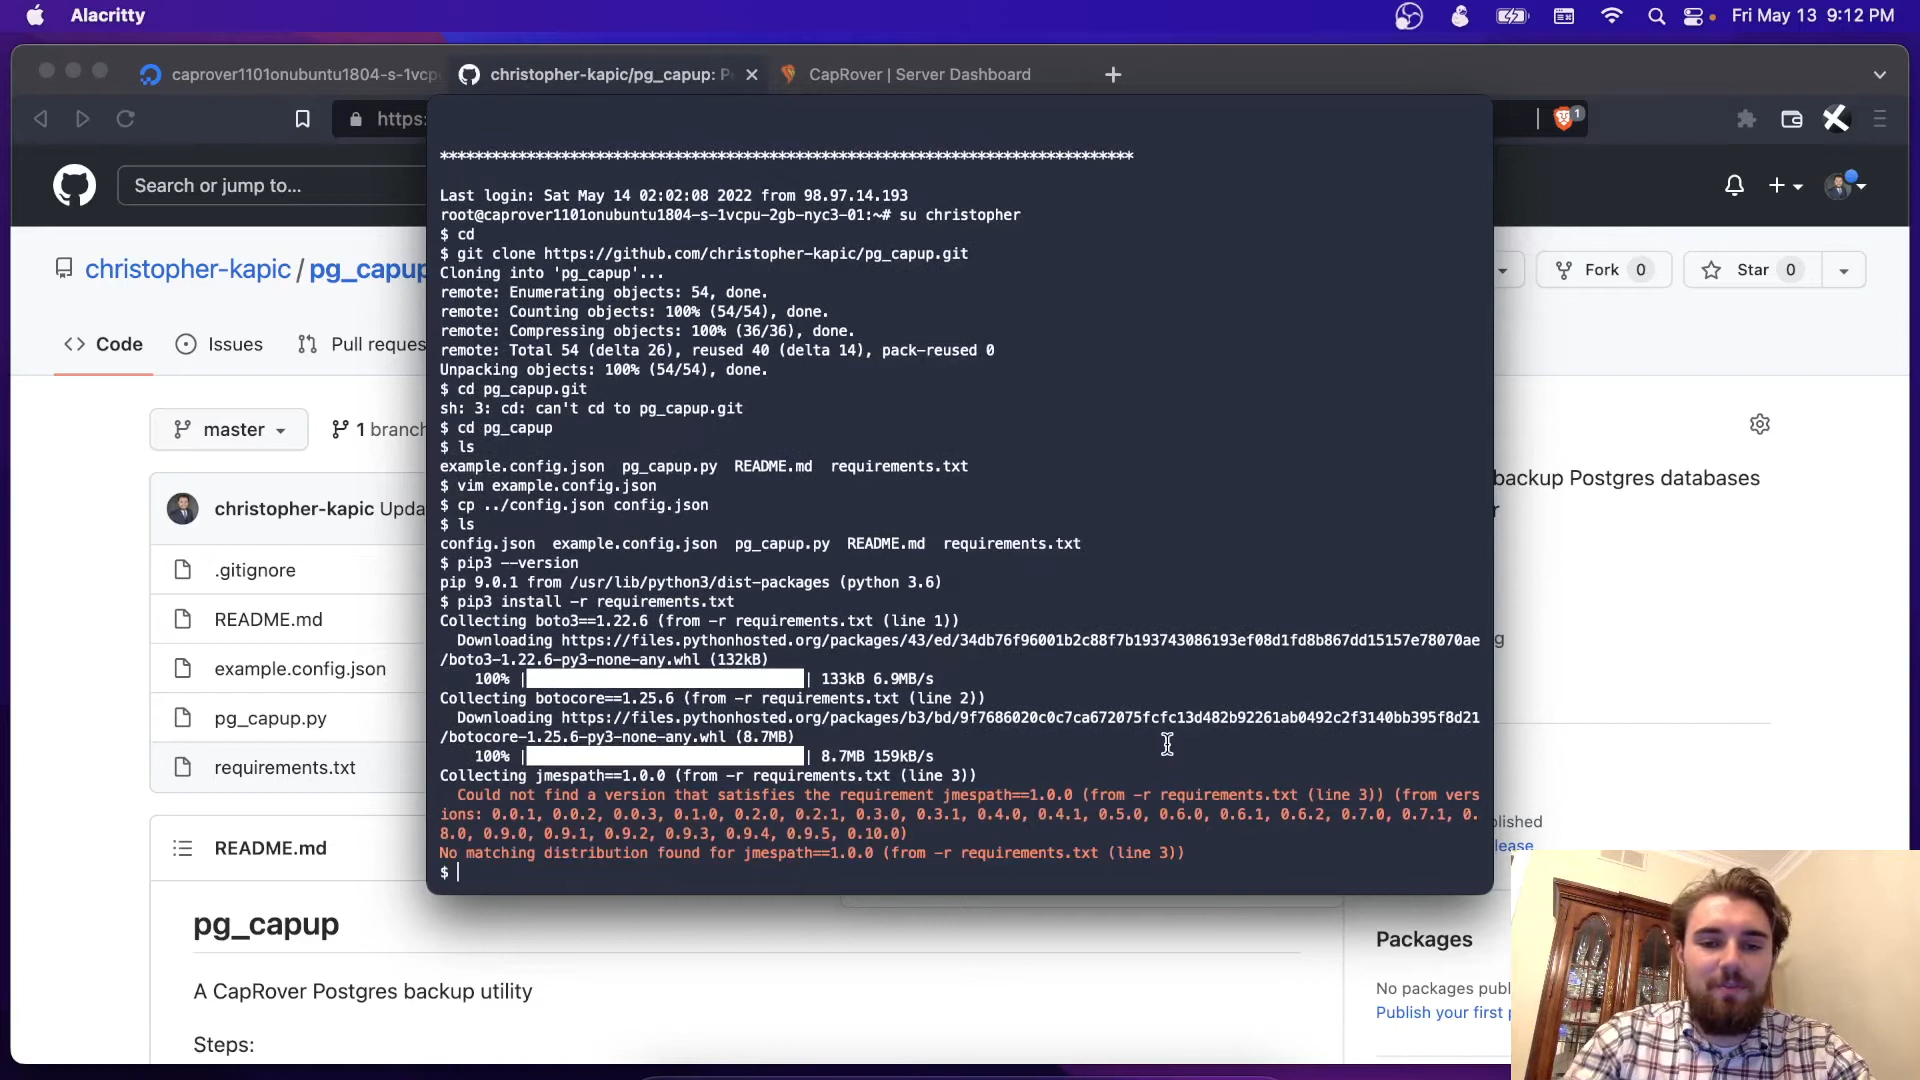 Alacritty
Fri May 13 9:12 PM
caprover1101onubuntu1804-s-1vcp
christopher-kapic/pg_capup: P
CapRover | Server Dashboard
https:
1
Search or jump to...
christopher-kapic / pg_capup
Fork 0
Star 0
Code
Issues
Pull reques
master
1 branch
christopher-kapic Upda
.gitignore
README.md
example.config.json
pg_capup.py
requirements.txt
README.md
pg_capup
A CapRover Postgres backup utility
Steps:
********************************************************************************
Last login: Sat May 14 02:02:08 2022 from 98.97.14.193
root@caprover1101onubuntu1804-s-1vcpu-2gb-nyc3-01:~# su christopher
$ cd
$ git clone https://github.com/christopher-kapic/pg_capup.git
Cloning into 'pg_capup'...
remote: Enumerating objects: 54, done.
remote: Counting objects: 100% (54/54), done.
remote: Compressing objects: 100% (36/36), done.
remote: Total 54 (delta 26), reused 40 (delta 14), pack-reused 0
Unpacking objects: 100% (54/54), done.
$ cd pg_capup.git
sh: 3: cd: can't cd to pg_capup.git
$ cd pg_capup
$ ls
example.config.json  pg_capup.py  README.md  requirements.txt
$ vim example.config.json
$ cp ../config.json config.json
$ ls
config.json  example.config.json  pg_capup.py  README.md  requirements.txt
$ pip3 --version
pip 9.0.1 from /usr/lib/python3/dist-packages (python 3.6)
$ pip3 install -r requirements.txt
Collecting boto3==1.22.6 (from -r requirements.txt (line 1))
Downloading https://files.pythonhosted.org/packages/43/ed/34db76f96001b2c88f7b193743086193ef08d1fd8b867dd15157e78070ae
/boto3-1.22.6-py3-none-any.whl (132kB)
100% | | 133kB 6.9MB/s
Collecting botocore==1.25.6 (from -r requirements.txt (line 2))
Downloading https://files.pythonhosted.org/packages/b3/bd/9f7686020c0c7ca672075fcfc13d482b92261ab0492c2f3140bb395f8d21
/botocore-1.25.6-py3-none-any.whl (8.7MB)
100% | | 8.7MB 159kB/s
Collecting jmespath==1.0.0 (from -r requirements.txt (line 3))
Could not find a version that satisfies the requirement jmespath==1.0.0 (from -r requirements.txt (line 3)) (from vers
ions: 0.0.1, 0.0.2, 0.0.3, 0.1.0, 0.2.0, 0.2.1, 0.3.0, 0.3.1, 0.4.0, 0.4.1, 0.5.0, 0.6.0, 0.6.1, 0.6.2, 0.7.0, 0.7.1, 0.
8.0, 0.9.0, 0.9.1, 0.9.2, 0.9.3, 0.9.4, 0.9.5, 0.10.0)
No matching distribution found for jmespath==1.0.0 (from -r requirements.txt (line 3))
$
backup Postgres databases
r
g
blished
lease
Packages
No packages publ
Publish your first p